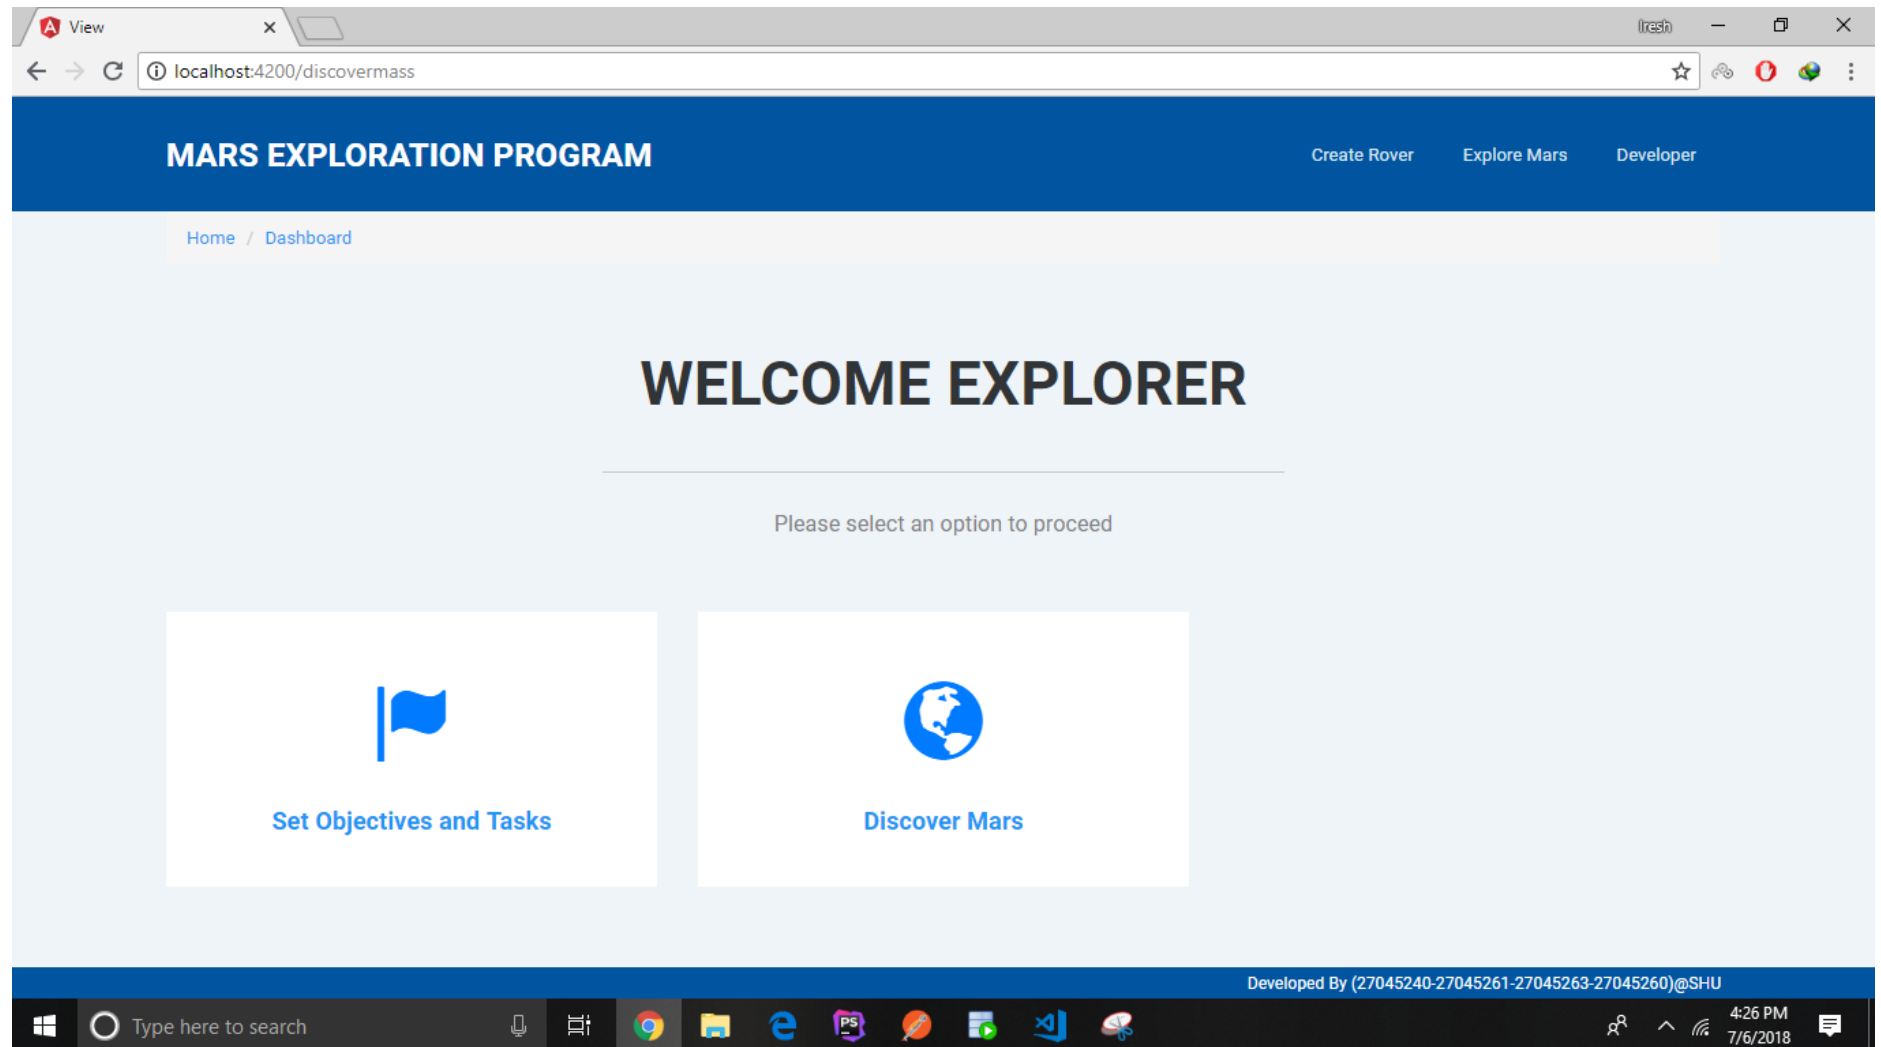 View
Iresh
localhost:4200/discovermass
MARS EXPLORATION PROGRAM
Create Rover
Explore Mars
Developer
Home / Dashboard
WELCOME EXPLORER
Please select an option to proceed
Set Objectives and Tasks
Discover Mars
Developed By (27045240-27045261-27045263-27045260)@SHU
Type here to search
PS
4:26 PM
7/6/2018